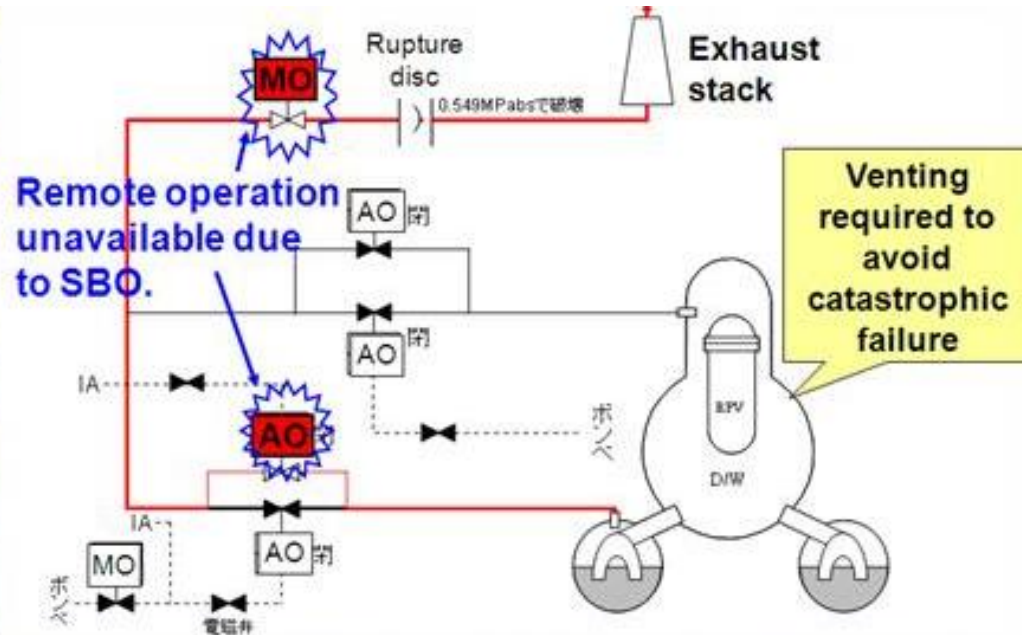 MO
Rupture
disc
0.549MPabsで破壊
Exhaust
stack
Remote operation
unavailable due
to SBO.
AO 閉
AO 閉
Venting
required to
avoid
catastrophic
failure
IA
AO
ボンベ
RPV
D/W
IA
AO 閉
MO
ボンベ
電磁弁